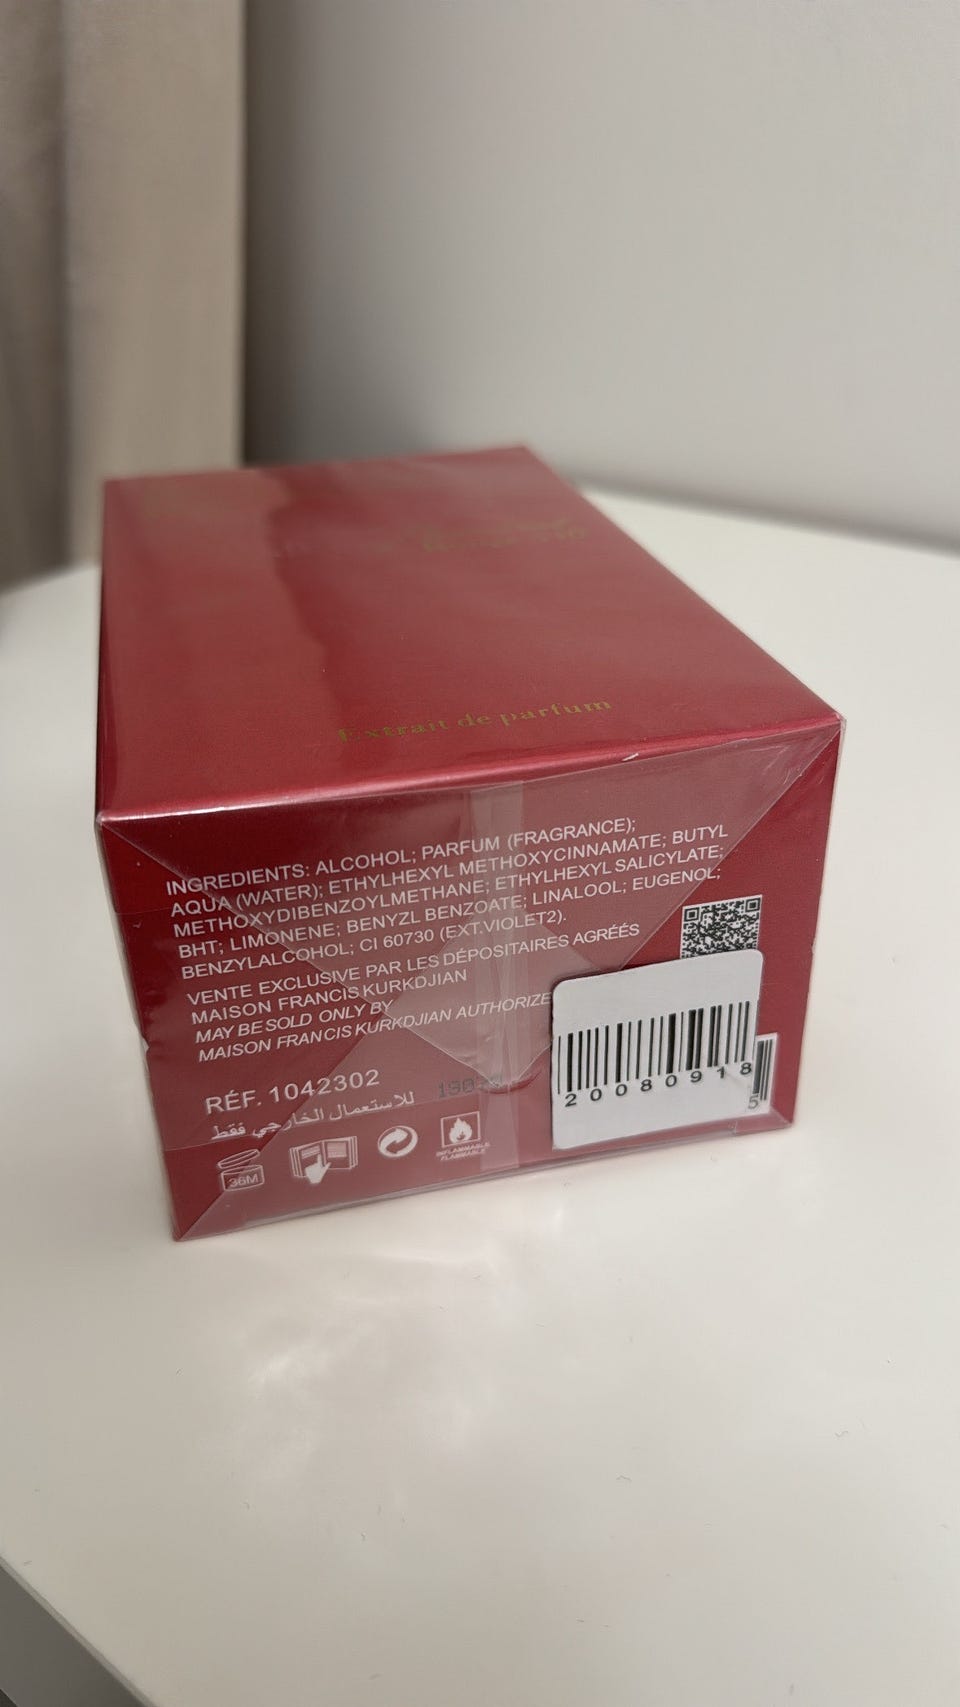 Extrait de parfum
INGREDIENTS: ALCOHOL; PARFUM (FRAGRANCE);
AQUA (WATER); ETHYLHEXYL METHOXYCINNAMATE; BUTYL
METHOXYDIBENZOYLMETHANE; ETHYLHEXYL SALICYLATE;
BHT; LIMONENE; BENYZL BENZOATE; LINALOOL; EUGENOL;
BENZYLALCOHOL; CI 60730 (EXT.VIOLET2).
VENTE EXCLUSIVE PAR LES DÉPOSITAIRES AGRÉÉS
MAISON FRANCIS KURKDJIAN
MAY BE SOLD ONLY BY
MAISON FRANCIS KURKDJIAN AUTHORIZE
RÉF. 1042302
للاستعمال الخارجي فقط
36M
INFLAMMABLE
FLAMMABLE
20080918
5